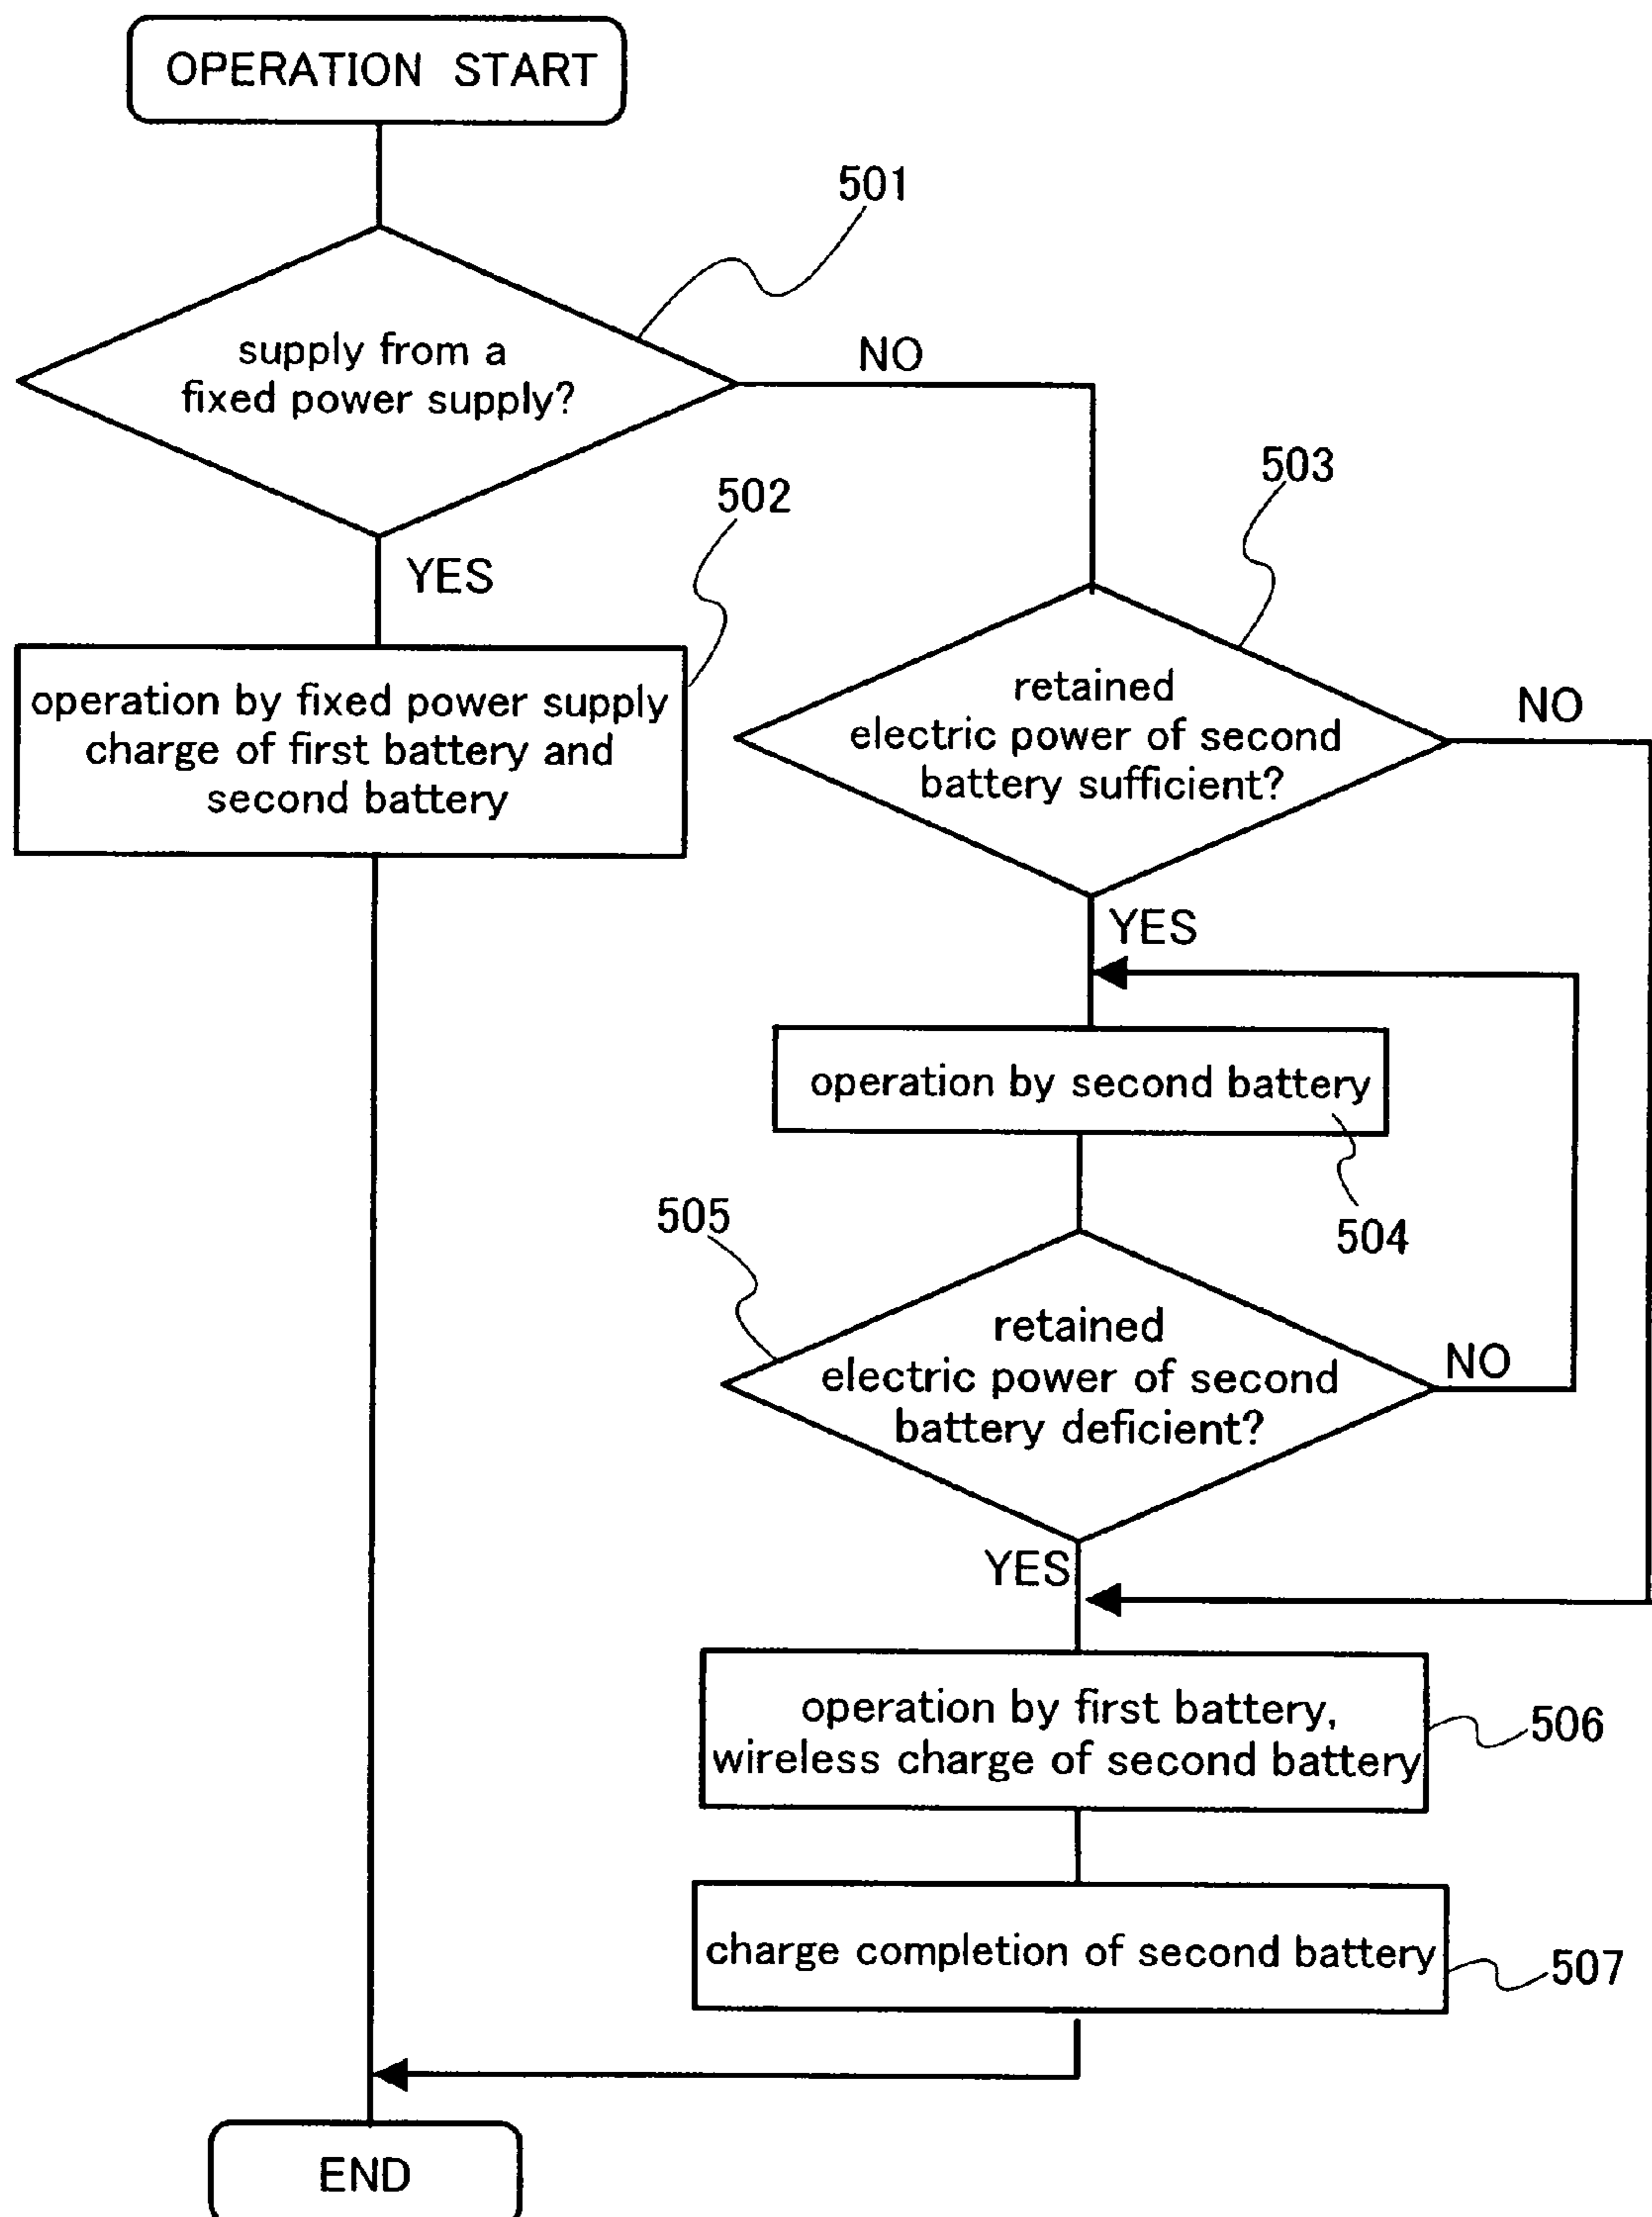 OPERATION START
501
supply from a
fixed power supply?
NO
YES
502
operation by fixed power supply
charge of first battery and
second battery
503
retained
electric power of second
battery sufficient?
NO
YES
operation by second battery
504
505
retained
electric power of second
battery deficient?
NO
YES
operation by first battery,
wireless charge of second battery
506
charge completion of second battery
507
END